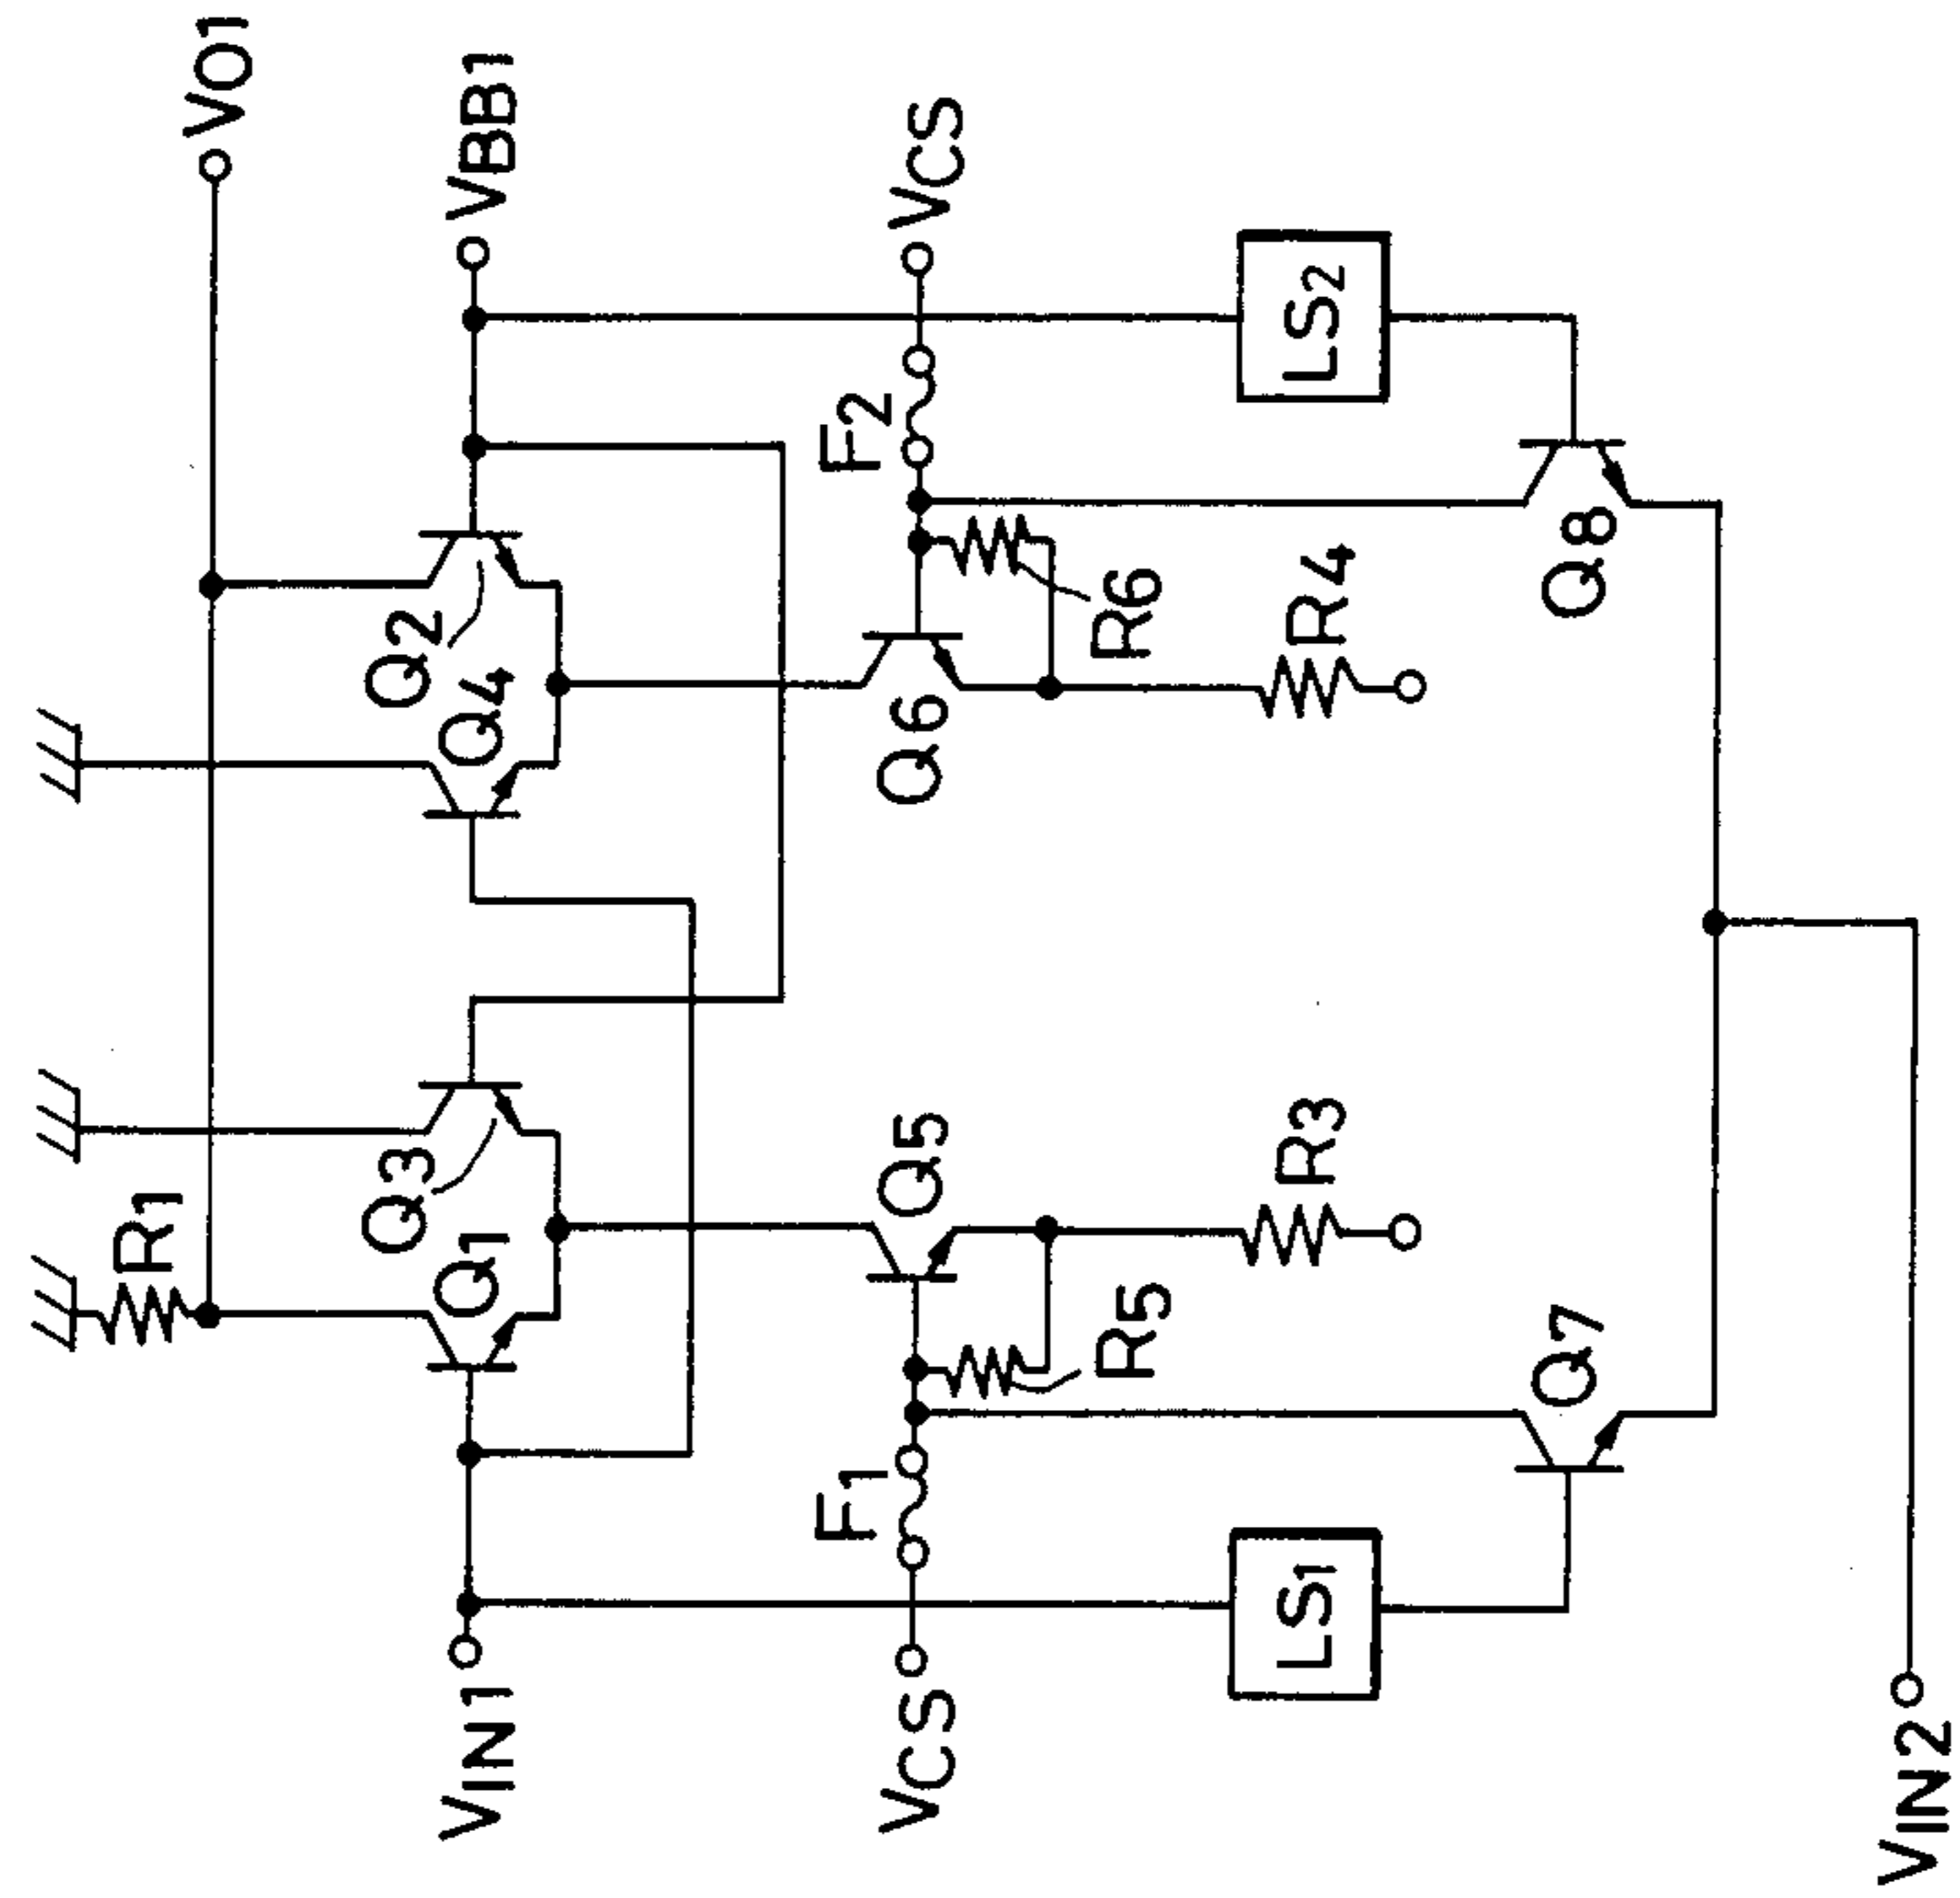 R1
VO1
Q1
Q3
Q4
Q2
VIN1
VBB1
F1
F2
VCS
Q5
Q6
VCS
R5
R6
LS1
R3
R4
LS2
Q7
Q8
VIN2